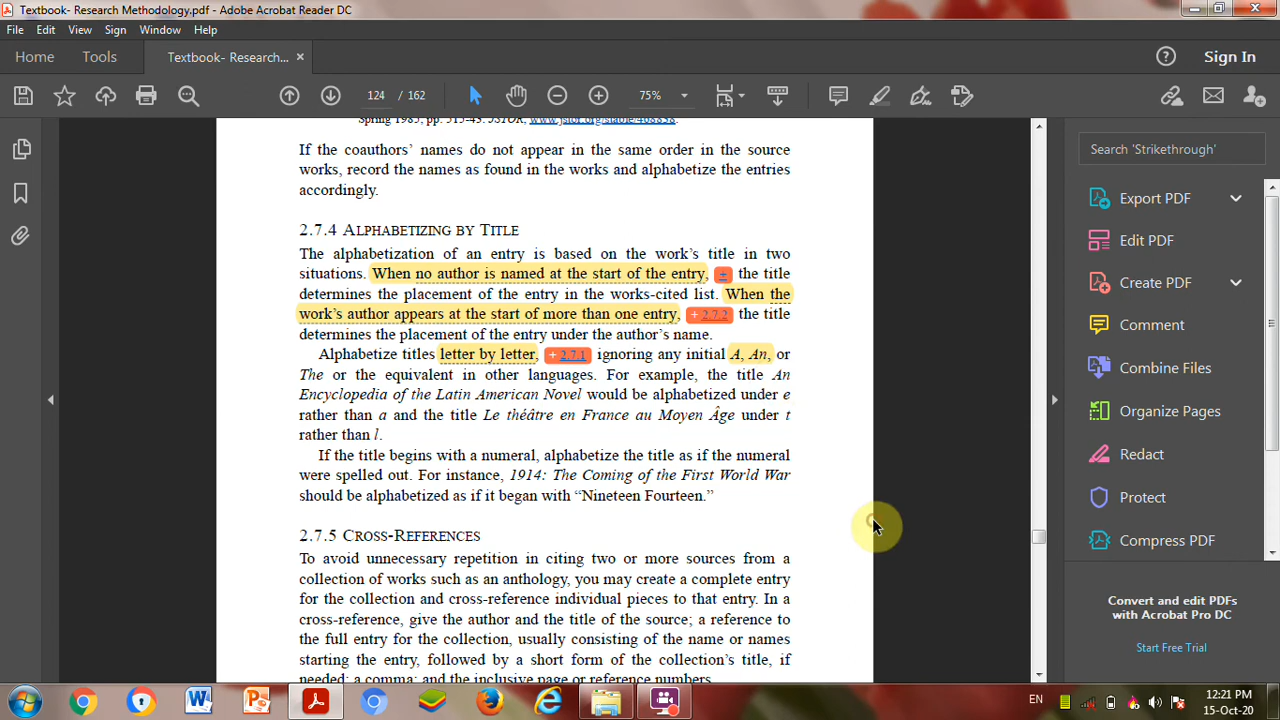 Textbook- Research Methodology.pdf - Adobe Acrobat Reader DC
File Edit View Sign Window Help
Home Tools Textbook- Research... × Sign In
124 / 162 75%
Spring 1985, pp. 515-43. JSTOR, www.jstor.org/stable/468838.
If the coauthors’ names do not appear in the same order in the source
works, record the names as found in the works and alphabetize the entries
accordingly.
2.7.4 ALPHABETIZING BY TITLE
The alphabetization of an entry is based on the work’s title in two
situations. When no author is named at the start of the entry, + the title
determines the placement of the entry in the works-cited list. When the
work’s author appears at the start of more than one entry, + 2.7.2 the title
determines the placement of the entry under the author’s name.
Alphabetize titles letter by letter, + 2.7.1 ignoring any initial A, An, or
The or the equivalent in other languages. For example, the title An
Encyclopedia of the Latin American Novel would be alphabetized under e
rather than a and the title Le théâtre en France au Moyen Âge under t
rather than l.
If the title begins with a numeral, alphabetize the title as if the numeral
were spelled out. For instance, 1914: The Coming of the First World War
should be alphabetized as if it began with “Nineteen Fourteen.”
2.7.5 CROSS-REFERENCES
To avoid unnecessary repetition in citing two or more sources from a
collection of works such as an anthology, you may create a complete entry
for the collection and cross-reference individual pieces to that entry. In a
cross-reference, give the author and the title of the source; a reference to
the full entry for the collection, usually consisting of the name or names
starting the entry, followed by a short form of the collection’s title, if
needed; a comma; and the inclusive page or reference numbers.
Search 'Strikethrough'
Export PDF
Edit PDF
Create PDF
Comment
Combine Files
Organize Pages
Redact
Protect
Compress PDF
Convert and edit PDFs
with Acrobat Pro DC
Start Free Trial
EN
12:21 PM
15-Oct-20